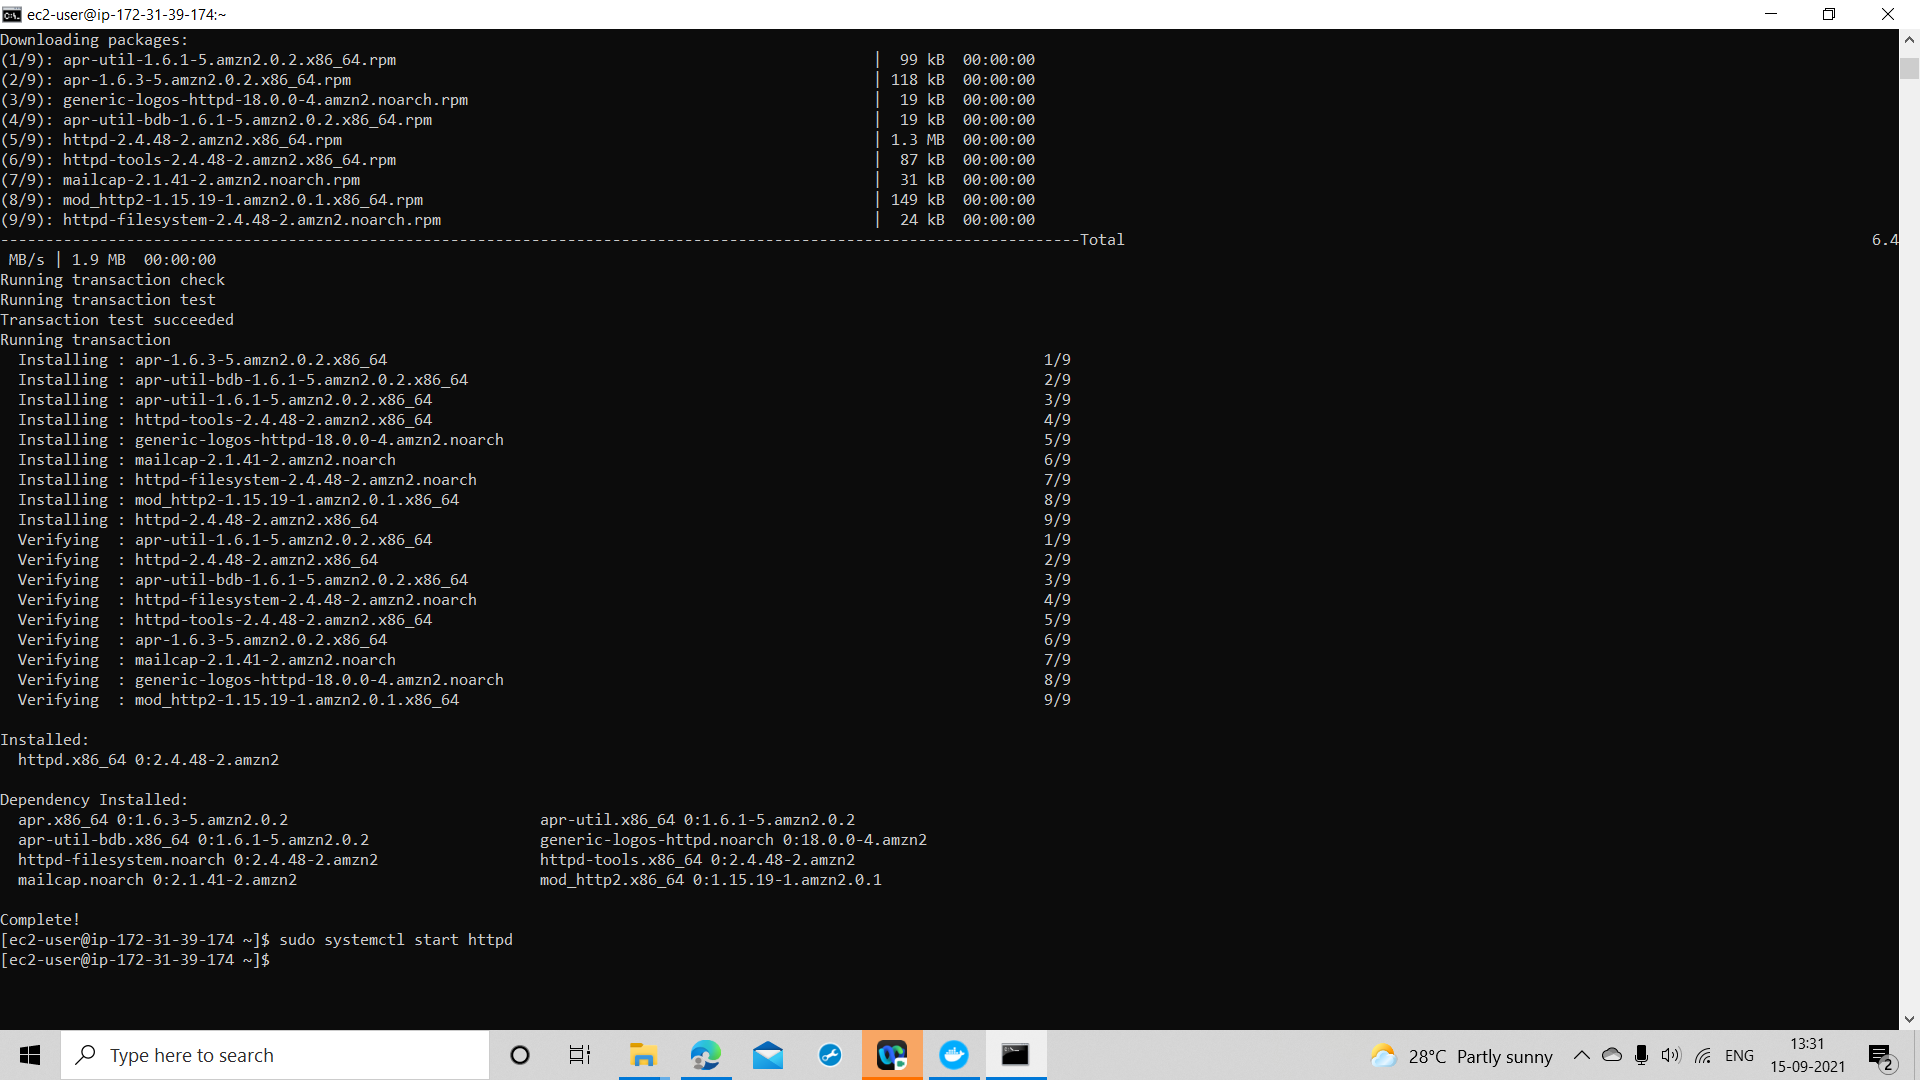 ec2-user@ip-172-31-39-174:~
Downloading packages:
(1/9): apr-util-1.6.1-5.amzn2.0.2.x86_64.rpm | 99 kB 00:00:00
(2/9): apr-1.6.3-5.amzn2.0.2.x86_64.rpm | 118 kB 00:00:00
(3/9): generic-logos-httpd-18.0.0-4.amzn2.noarch.rpm | 19 kB 00:00:00
(4/9): apr-util-bdb-1.6.1-5.amzn2.0.2.x86_64.rpm | 19 kB 00:00:00
(5/9): httpd-2.4.48-2.amzn2.x86_64.rpm | 1.3 MB 00:00:00
(6/9): httpd-tools-2.4.48-2.amzn2.x86_64.rpm | 87 kB 00:00:00
(7/9): mailcap-2.1.41-2.amzn2.noarch.rpm | 31 kB 00:00:00
(8/9): mod_http2-1.15.19-1.amzn2.0.1.x86_64.rpm | 149 kB 00:00:00
(9/9): httpd-filesystem-2.4.48-2.amzn2.noarch.rpm | 24 kB 00:00:00
------------------------------------------------------------------------------------------------------------------------Total 6.4
MB/s | 1.9 MB 00:00:00
Running transaction check
Running transaction test
Transaction test succeeded
Running transaction
Installing : apr-1.6.3-5.amzn2.0.2.x86_64 1/9
Installing : apr-util-bdb-1.6.1-5.amzn2.0.2.x86_64 2/9
Installing : apr-util-1.6.1-5.amzn2.0.2.x86_64 3/9
Installing : httpd-tools-2.4.48-2.amzn2.x86_64 4/9
Installing : generic-logos-httpd-18.0.0-4.amzn2.noarch 5/9
Installing : mailcap-2.1.41-2.amzn2.noarch 6/9
Installing : httpd-filesystem-2.4.48-2.amzn2.noarch 7/9
Installing : mod_http2-1.15.19-1.amzn2.0.1.x86_64 8/9
Installing : httpd-2.4.48-2.amzn2.x86_64 9/9
Verifying : apr-util-1.6.1-5.amzn2.0.2.x86_64 1/9
Verifying : httpd-2.4.48-2.amzn2.x86_64 2/9
Verifying : apr-util-bdb-1.6.1-5.amzn2.0.2.x86_64 3/9
Verifying : httpd-filesystem-2.4.48-2.amzn2.noarch 4/9
Verifying : httpd-tools-2.4.48-2.amzn2.x86_64 5/9
Verifying : apr-1.6.3-5.amzn2.0.2.x86_64 6/9
Verifying : mailcap-2.1.41-2.amzn2.noarch 7/9
Verifying : generic-logos-httpd-18.0.0-4.amzn2.noarch 8/9
Verifying : mod_http2-1.15.19-1.amzn2.0.1.x86_64 9/9
Installed:
httpd.x86_64 0:2.4.48-2.amzn2
Dependency Installed:
apr.x86_64 0:1.6.3-5.amzn2.0.2 apr-util.x86_64 0:1.6.1-5.amzn2.0.2
apr-util-bdb.x86_64 0:1.6.1-5.amzn2.0.2 generic-logos-httpd.noarch 0:18.0.0-4.amzn2
httpd-filesystem.noarch 0:2.4.48-2.amzn2 httpd-tools.x86_64 0:2.4.48-2.amzn2
mailcap.noarch 0:2.1.41-2.amzn2 mod_http2.x86_64 0:1.15.19-1.amzn2.0.1
Complete!
[ec2-user@ip-172-31-39-174 ~]$ sudo systemctl start httpd
[ec2-user@ip-172-31-39-174 ~]$
Type here to search
28°C Partly sunny
ENG
13:31
15-09-2021
2